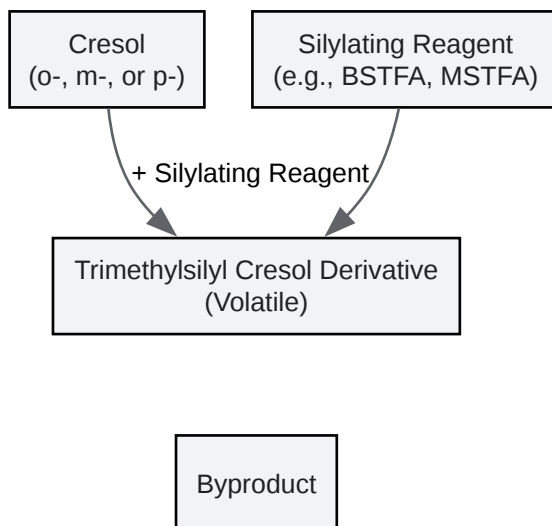 Cresol
(o-, m-, or p-)
Silylating Reagent
(e.g., BSTFA, MSTFA)
+ Silylating Reagent
Trimethylsilyl Cresol Derivative
(Volatile)
Byproduct